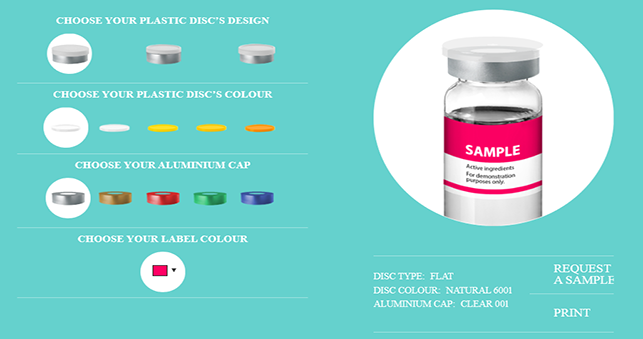 CHOOSE YOUR PLASTIC DISC'S DESIGN
CHOOSE YOUR PLASTIC DISC'S COLOUR
CHOOSE YOUR ALUMINIUM CAP
CHOOSE YOUR LABEL COLOUR
SAMPLE
Active ingredients
For demonstration
purposes only.
DISC TYPE: FLAT
DISC COLOUR: NATURAL 6001
ALUMINIUM CAP: CLEAR 001
REQUEST
A SAMPLE
PRINT